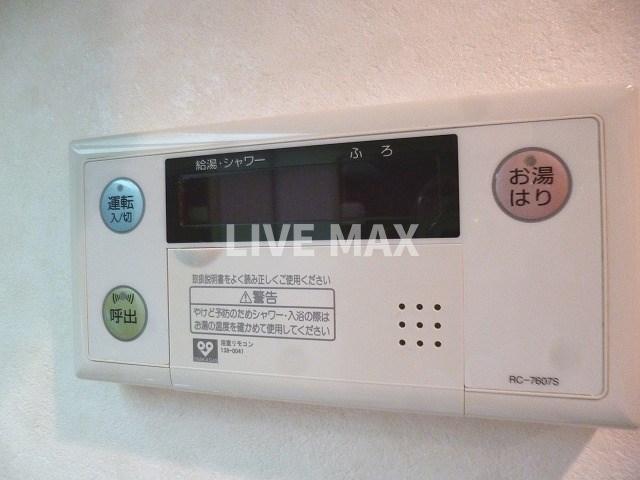 給湯・シャワー
ふろ
運転
入/切
お湯
はり
LIVE MAX
取扱説明書をよく読み正しくご使用ください
⚠警告
やけど予防のためシャワー・入浴の際は
お湯の温度を確かめて使用してください
呼出
浴室リモコン
138-0041
RC-7607S